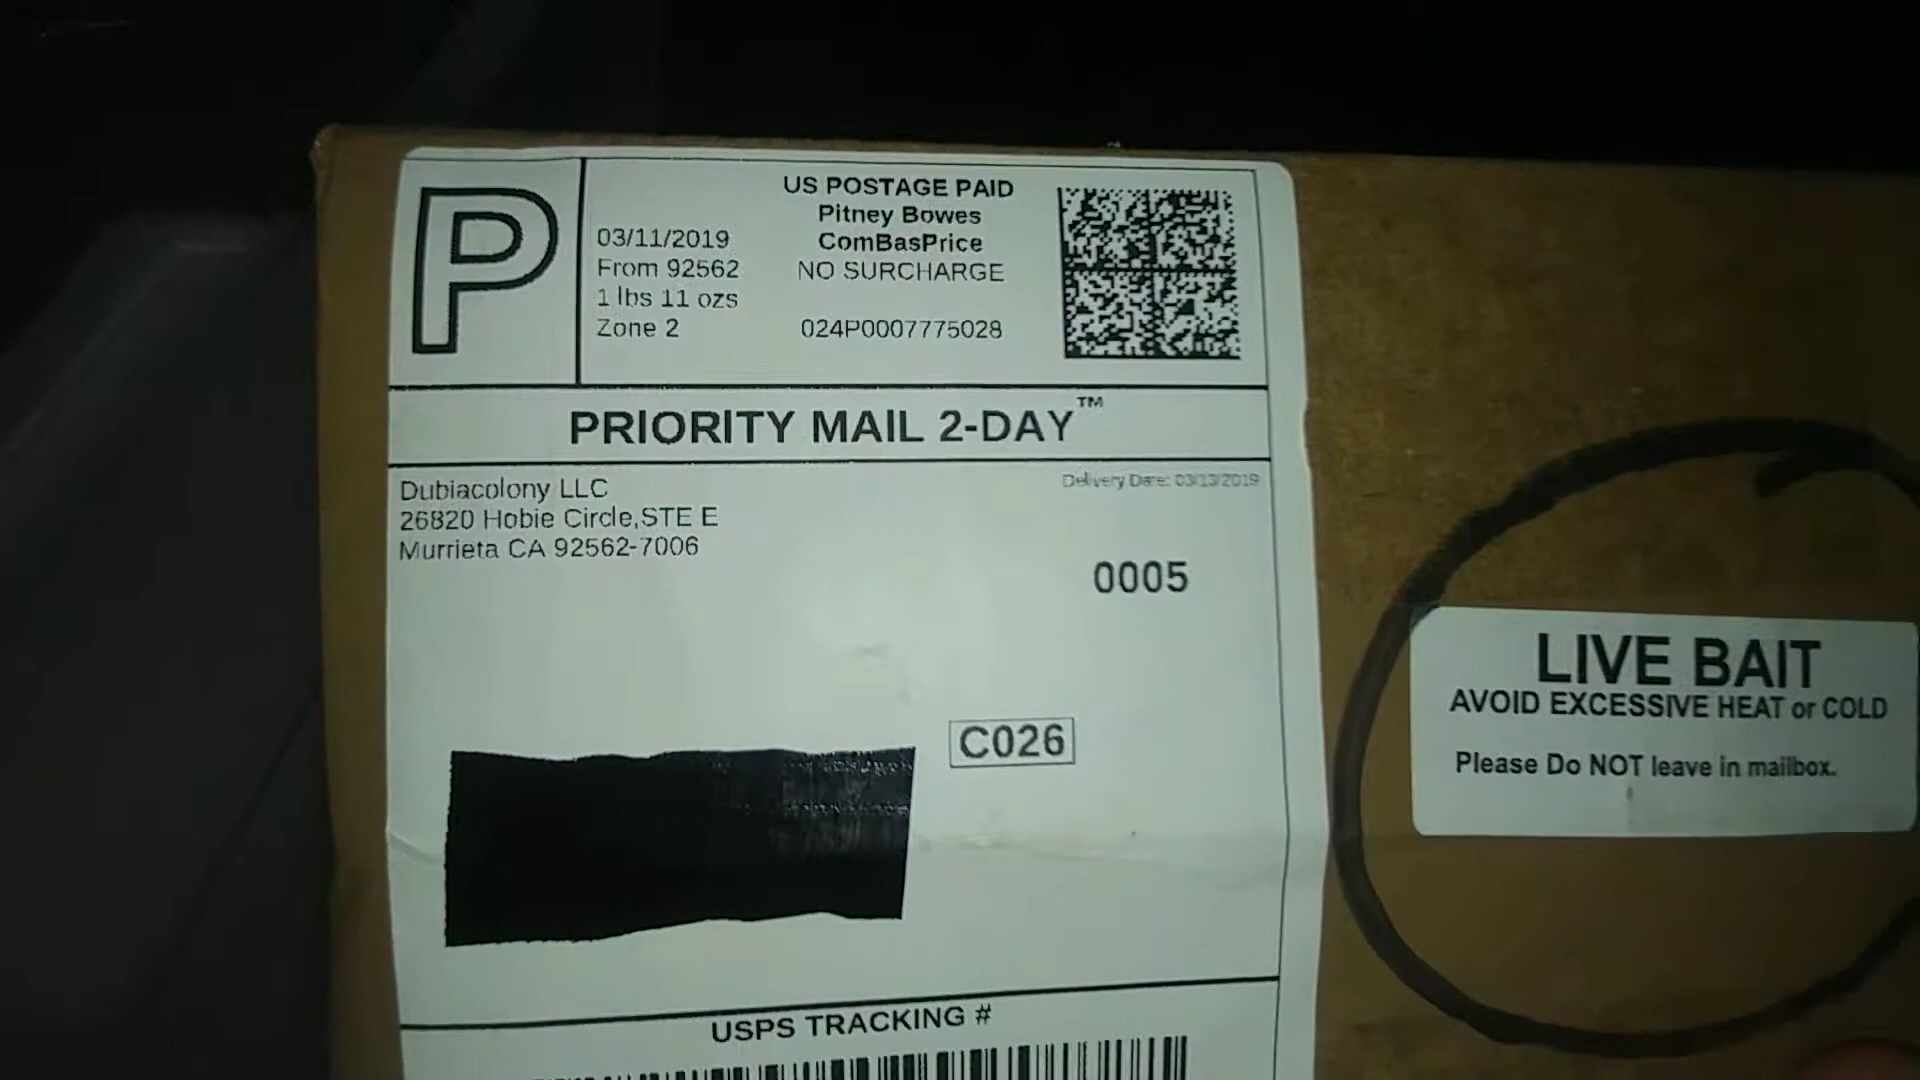 P
US POSTAGE PAID
Pitney Bowes
ComBasPrice
NO SURCHARGE
024P0007775028
03/11/2019
From 92562
1 lbs 11 ozs
Zone 2
PRIORITY MAIL 2-DAY™
Dubiacolony LLC
26820 Hobie Circle,STE E
Murrieta CA 92562-7006
Delivery Date: 03/13/2019
0005
C026
USPS TRACKING #
LIVE BAIT
AVOID EXCESSIVE HEAT or COLD
Please Do NOT leave in mailbox.